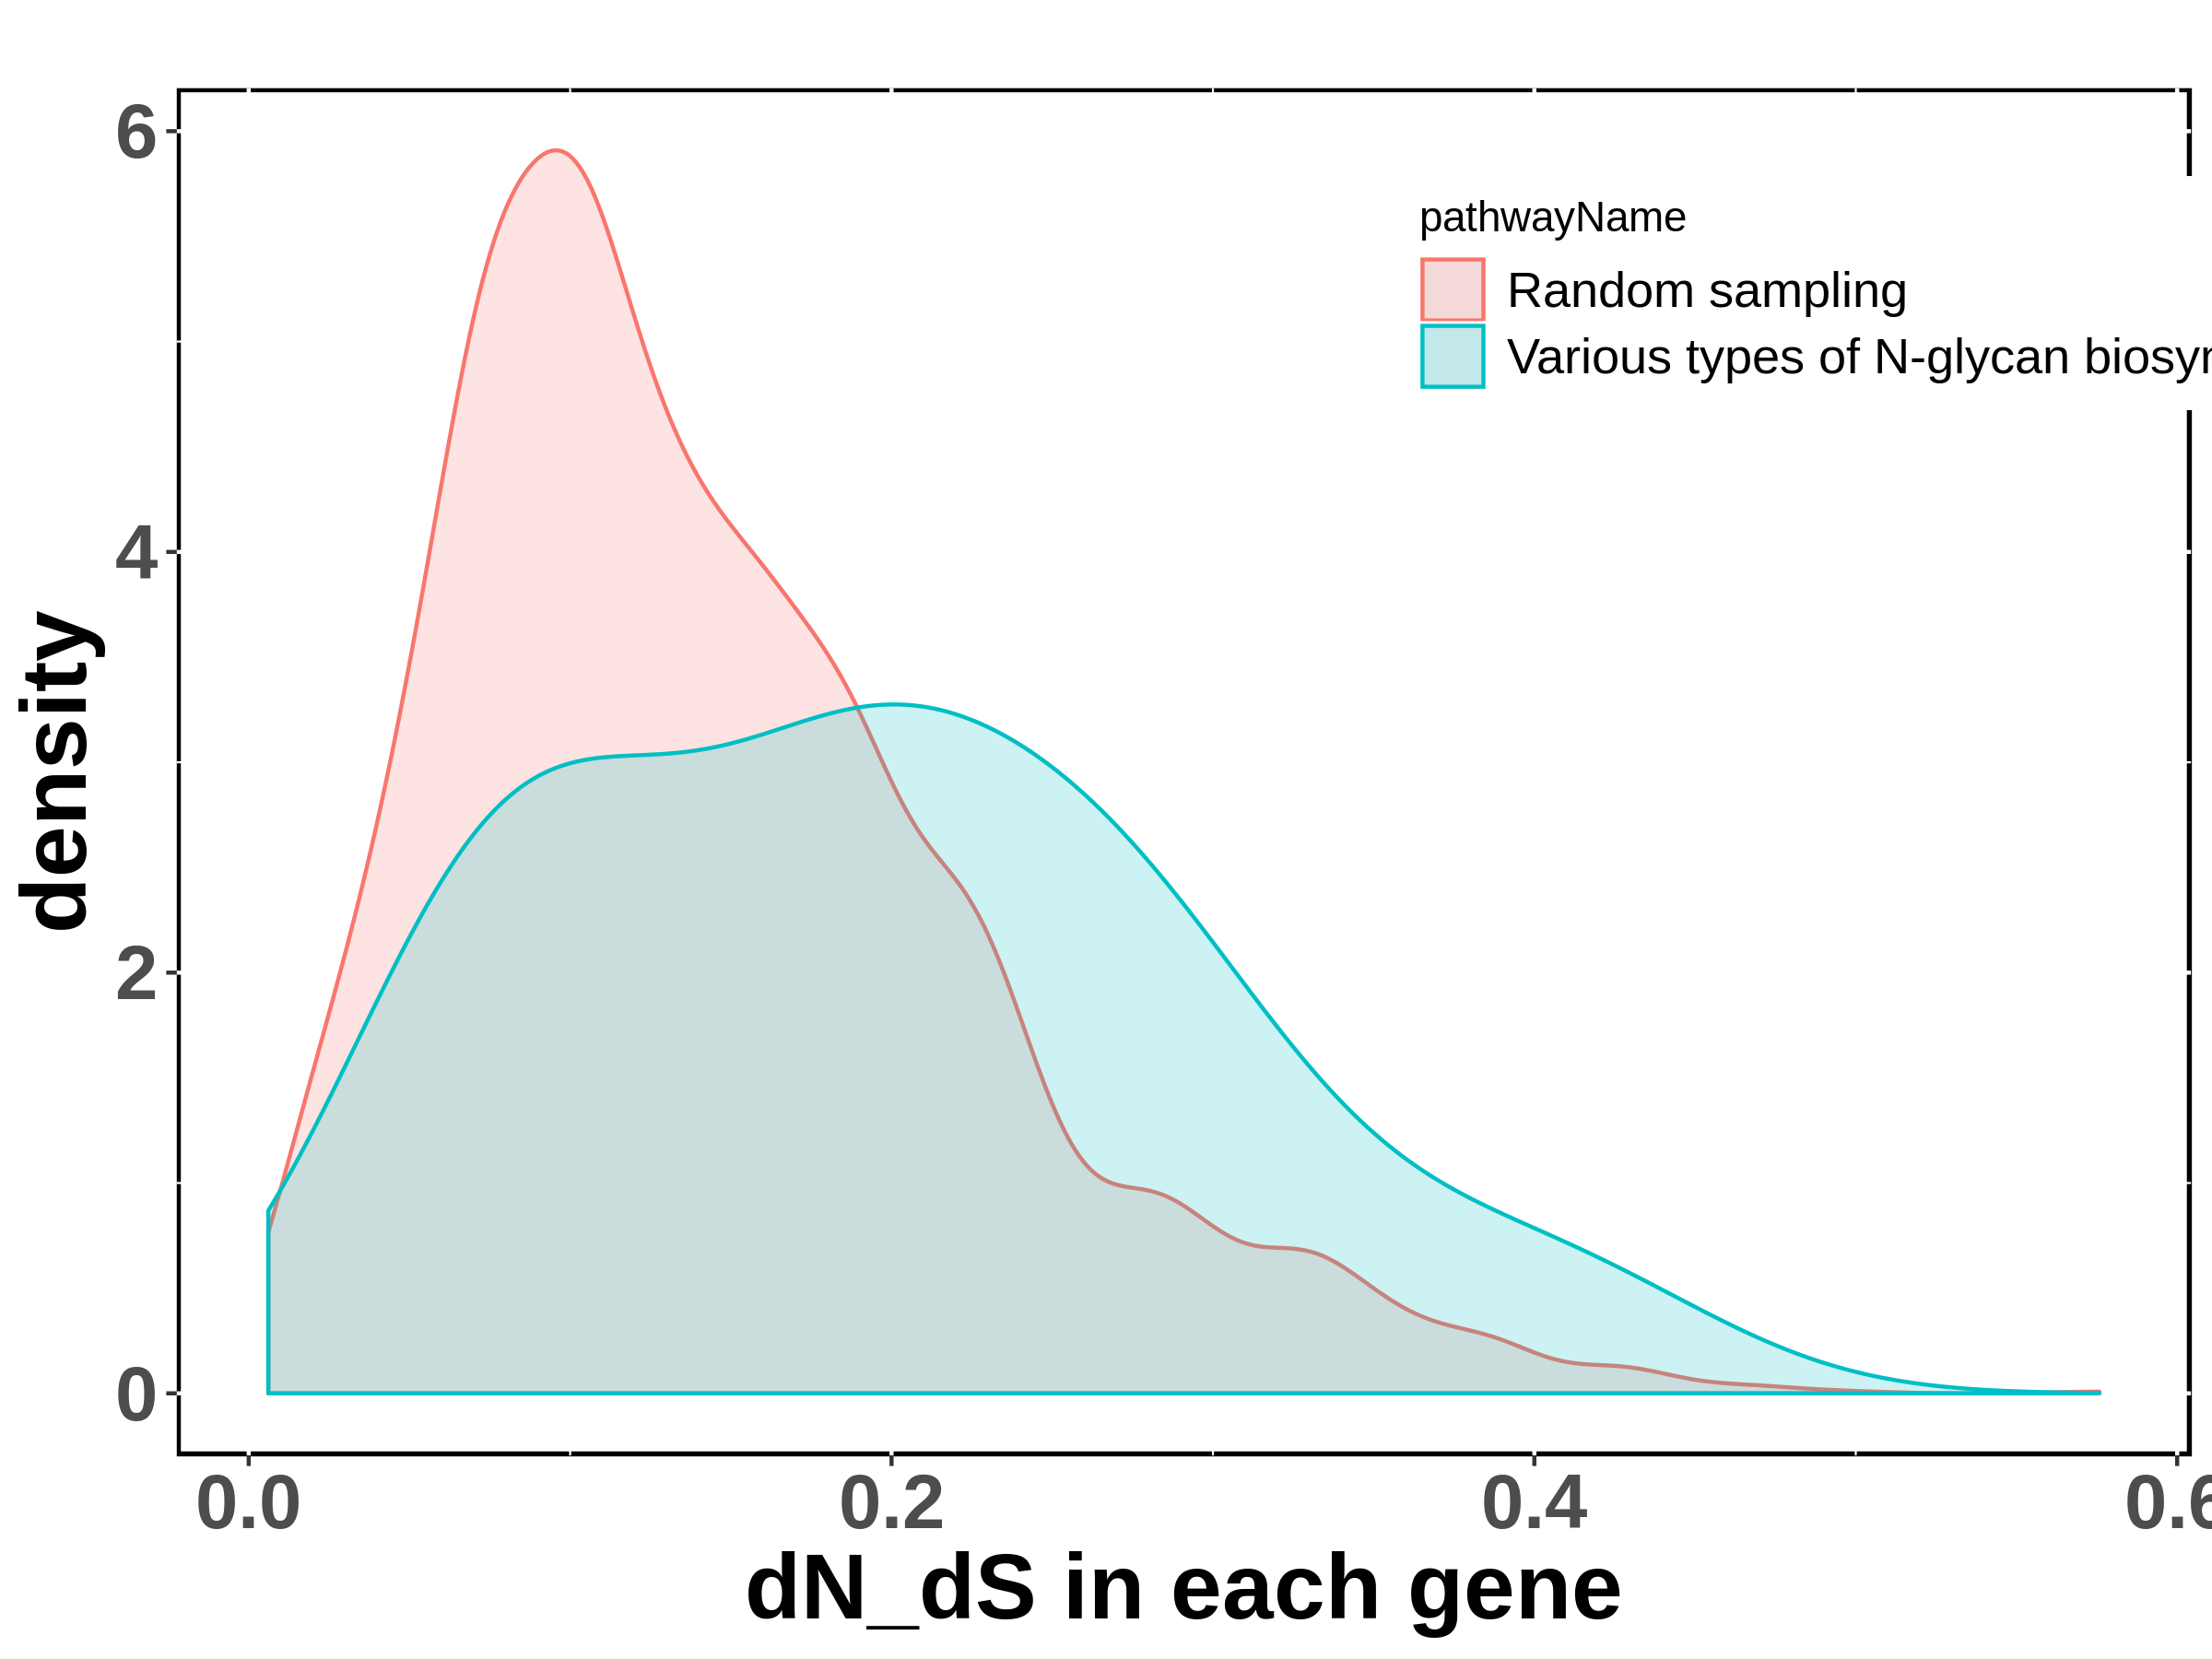 pathwayName
Random sampling
Various types of N-glycan
6
4
2
0
density
0.0
0.2
0.4
dN_dS in each gene